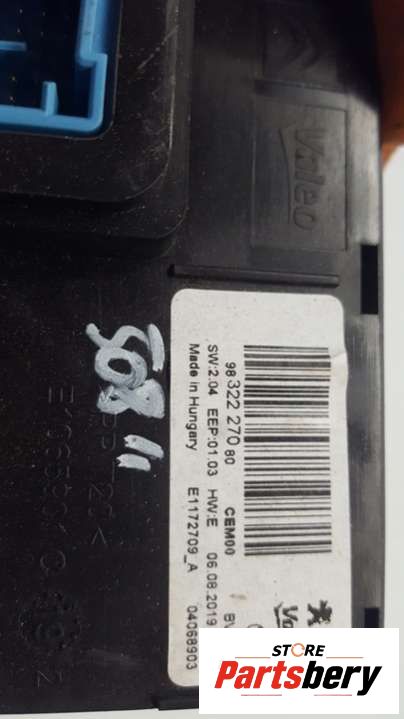 Valeo
98 322 270 80 CEM00
SW:2.04 EEP:01.03 HW:E 06.08.2019
Made in Hungary E1172709_A 04068903
508 II
STORE
Partsbery